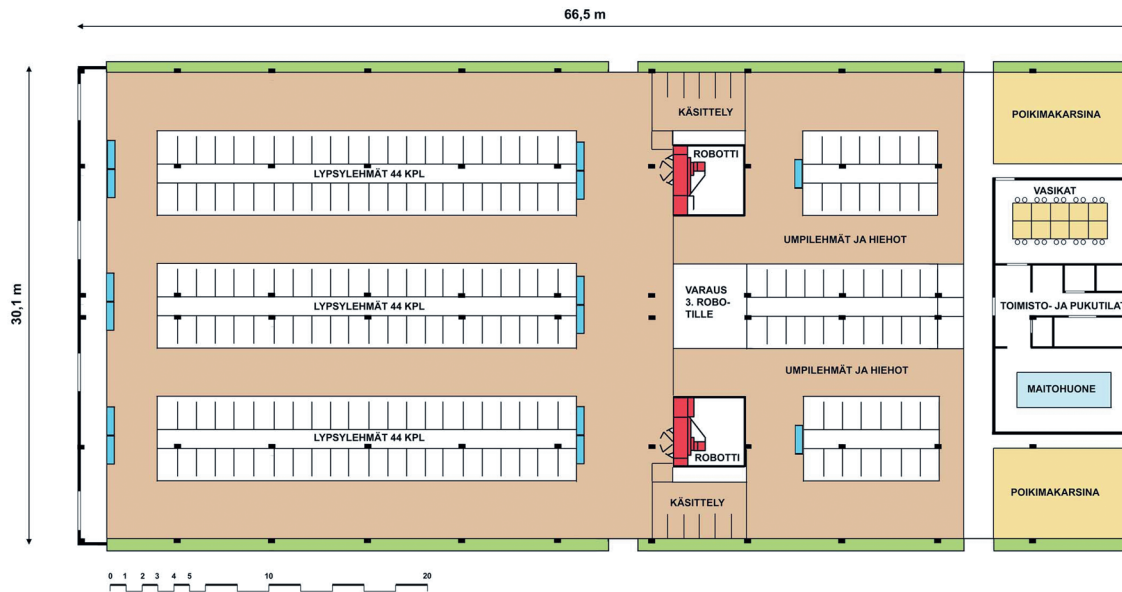 66,5 m
30,1 m
KÄSITTELY
POIKIMAKARSINA
ROBOTTI
LYPSYLEHMÄT 44 KPL
VASIKAT
UMPILEHMÄT JA HIEHOT
VARAUS
3. ROBO-
TILLE
LYPSYLEHMÄT 44 KPL
TOIMISTO- JA PUKUTILAT
UMPILEHMÄT JA HIEHOT
MAITOHUONE
LYPSYLEHMÄT 44 KPL
ROBOTTI
POIKIMAKARSINA
KÄSITTELY
0 1 2 3 4 5 10 20